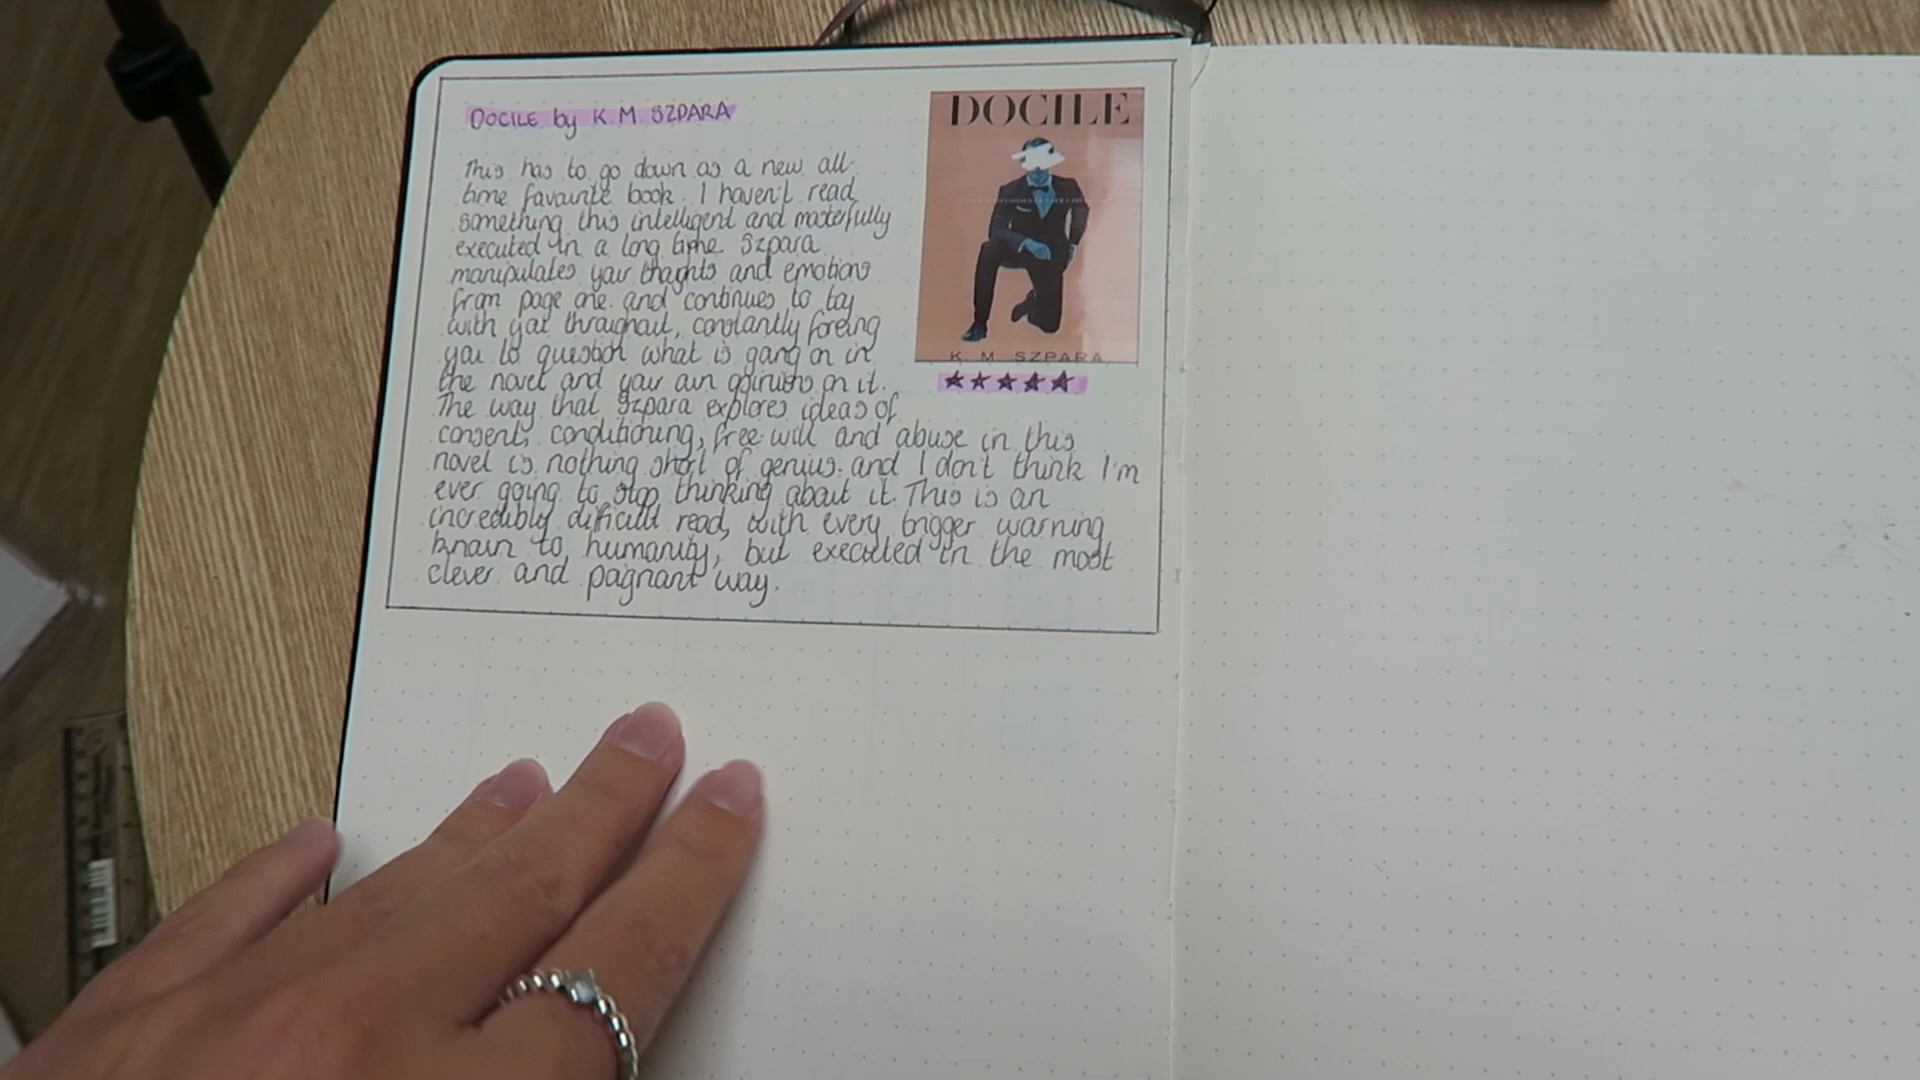 DOCILE by K. M. SZPARA
This has to go down as a new all-
time favourite book. I haven't read
something this intelligent and masterfully
executed in a long time. Szpara
manipulates your thoughts and emotions
from page one and continues to toy
with you throughout, constantly forcing
you to question what is going on in
the novel and your own opinions on it.
The way that Szpara explores ideas of
consent, conditioning, free will and abuse in this
novel is nothing short of genius and I don't think I'm
ever going to stop thinking about it. This is an
incredibly difficult read, with every trigger warning
known to humanity, but executed in the most
clever and poignant way.
DOCILE
K. M. SZPARA